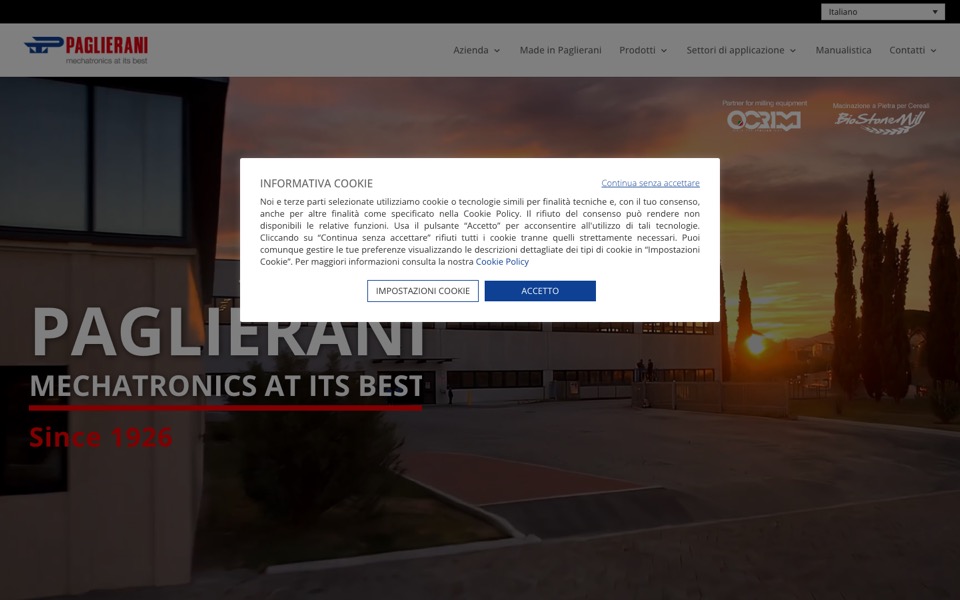 Italiano
PAGLIERANI
mechatronics at its best
Azienda
Made in Paglierani
Prodotti
Settori di applicazione
Manualistica
Contatti
Partner for milling equipment
OCRIM
Macinazione a Pietra per Cereali
BioStoneMill
INFORMATIVA COOKIE
Continua senza accettare
Noi e terze parti selezionate utilizziamo cookie o tecnologie simili per finalità tecniche e, con il tuo consenso,
anche per altre finalità come specificato nella Cookie Policy. Il rifiuto del consenso può rendere non
disponibili le relative funzioni. Usa il pulsante “Accetto” per acconsentire all'utilizzo di tali tecnologie.
Cliccando su “Continua senza accettare” rifiuti tutti i cookie tranne quelli strettamente necessari. Puoi
comunque gestire le tue preferenze visualizzando le descrizioni dettagliate dei tipi di cookie in “Impostazioni
Cookie”. Per maggiori informazioni consulta la nostra Cookie Policy
IMPOSTAZIONI COOKIE
ACCETTO
PAGLIERANI
MECHATRONICS AT ITS BEST
Since 1926